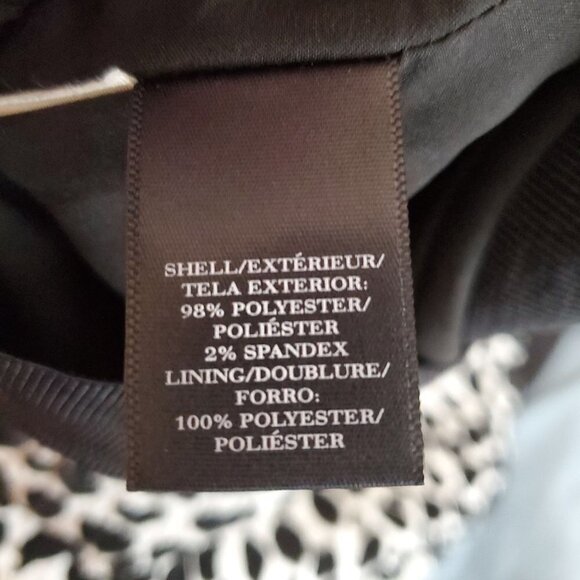 SHELL/EXTÉRIEUR/
TELA EXTERIOR:
98% POLYESTER/
POLIÉSTER
2% SPANDEX
LINING/DOUBLURE/
FORRO:
100% POLYESTER/
POLIÉSTER